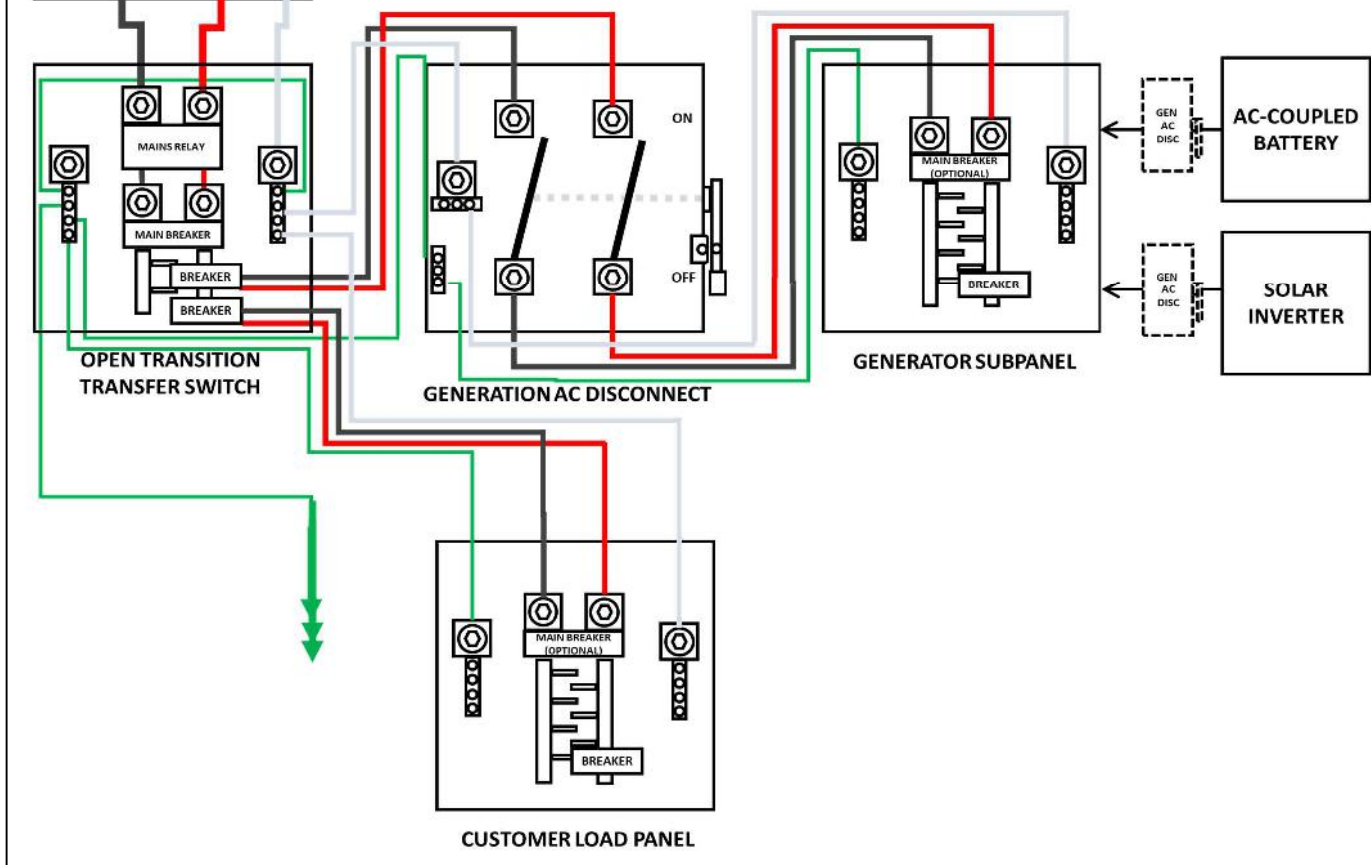 MAINS RELAY
MAIN BREAKER
BREAKER
BREAKER
OPEN TRANSITION
TRANSFER SWITCH
ON
OFF
GENERATION AC DISCONNECT
MAIN BREAKER
(OPTIONAL)
BREAKER
GENERATOR SUBPANEL
GEN
AC
DISC
AC-COUPLED
BATTERY
GEN
AC
DISC
SOLAR
INVERTER
MAIN BREAKER
(OPTIONAL)
BREAKER
CUSTOMER LOAD PANEL